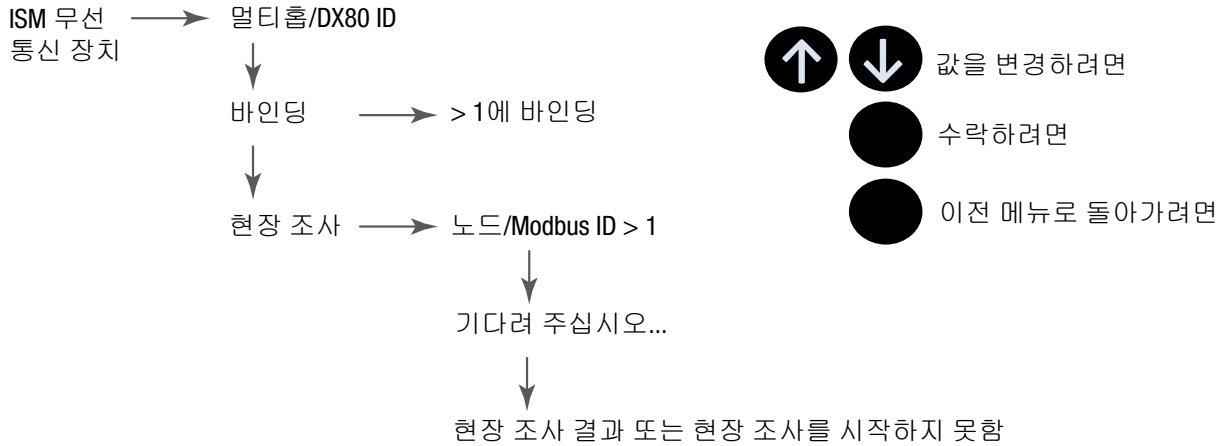 ISM 무선 통신 장치
멀티홉/DX80 ID
바인딩
> 1에 바인딩
현장 조사
노드/Modbus ID > 1
기다려 주십시오...
현장 조사 결과 또는 현장 조사를 시작하지 못함
값을 변경하려면
수락하려면
이전 메뉴로 돌아가려면